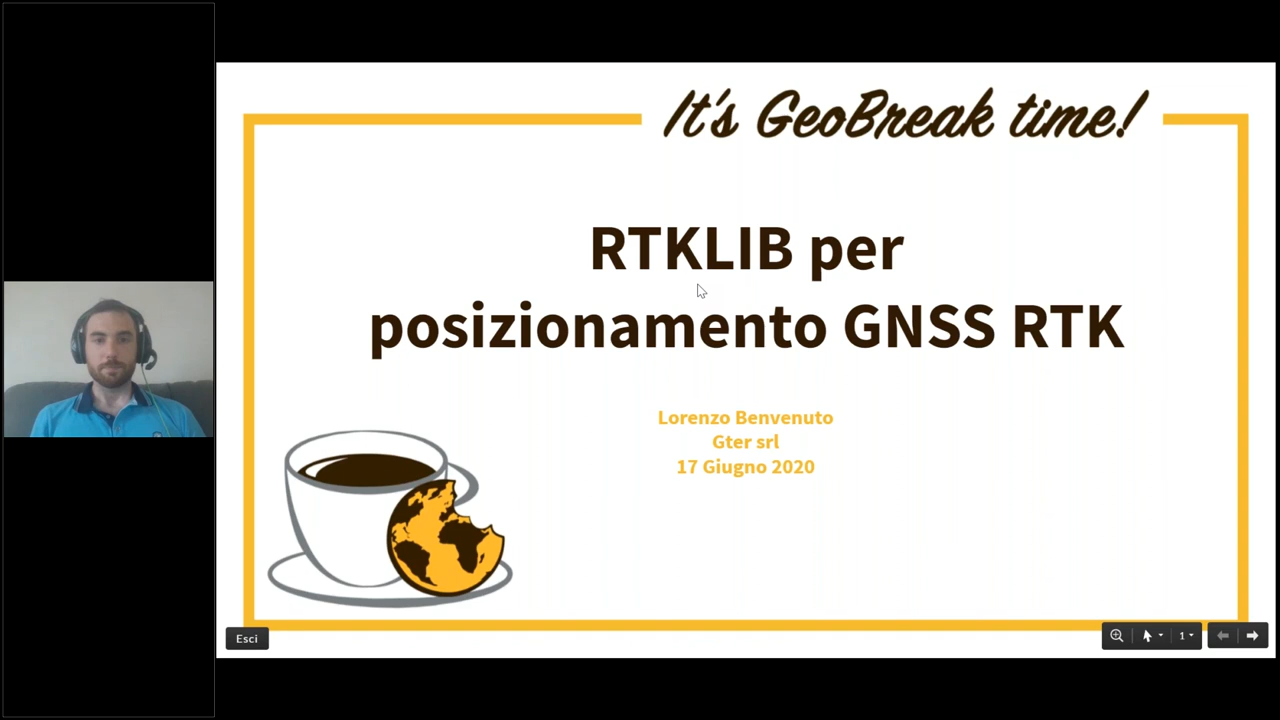 It's GeoBreak time!
RTKLIB per
posizionamento GNSS RTK
Lorenzo Benvenuto
Gter srl
17 Giugno 2020
Esci
1